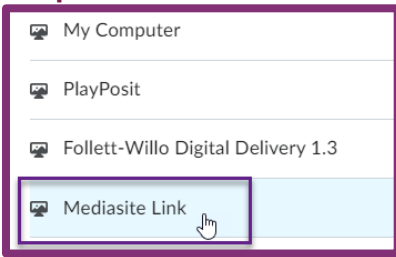 My Computer
PlayPosit
Follett-Willo Digital Delivery 1.3
Mediasite Link